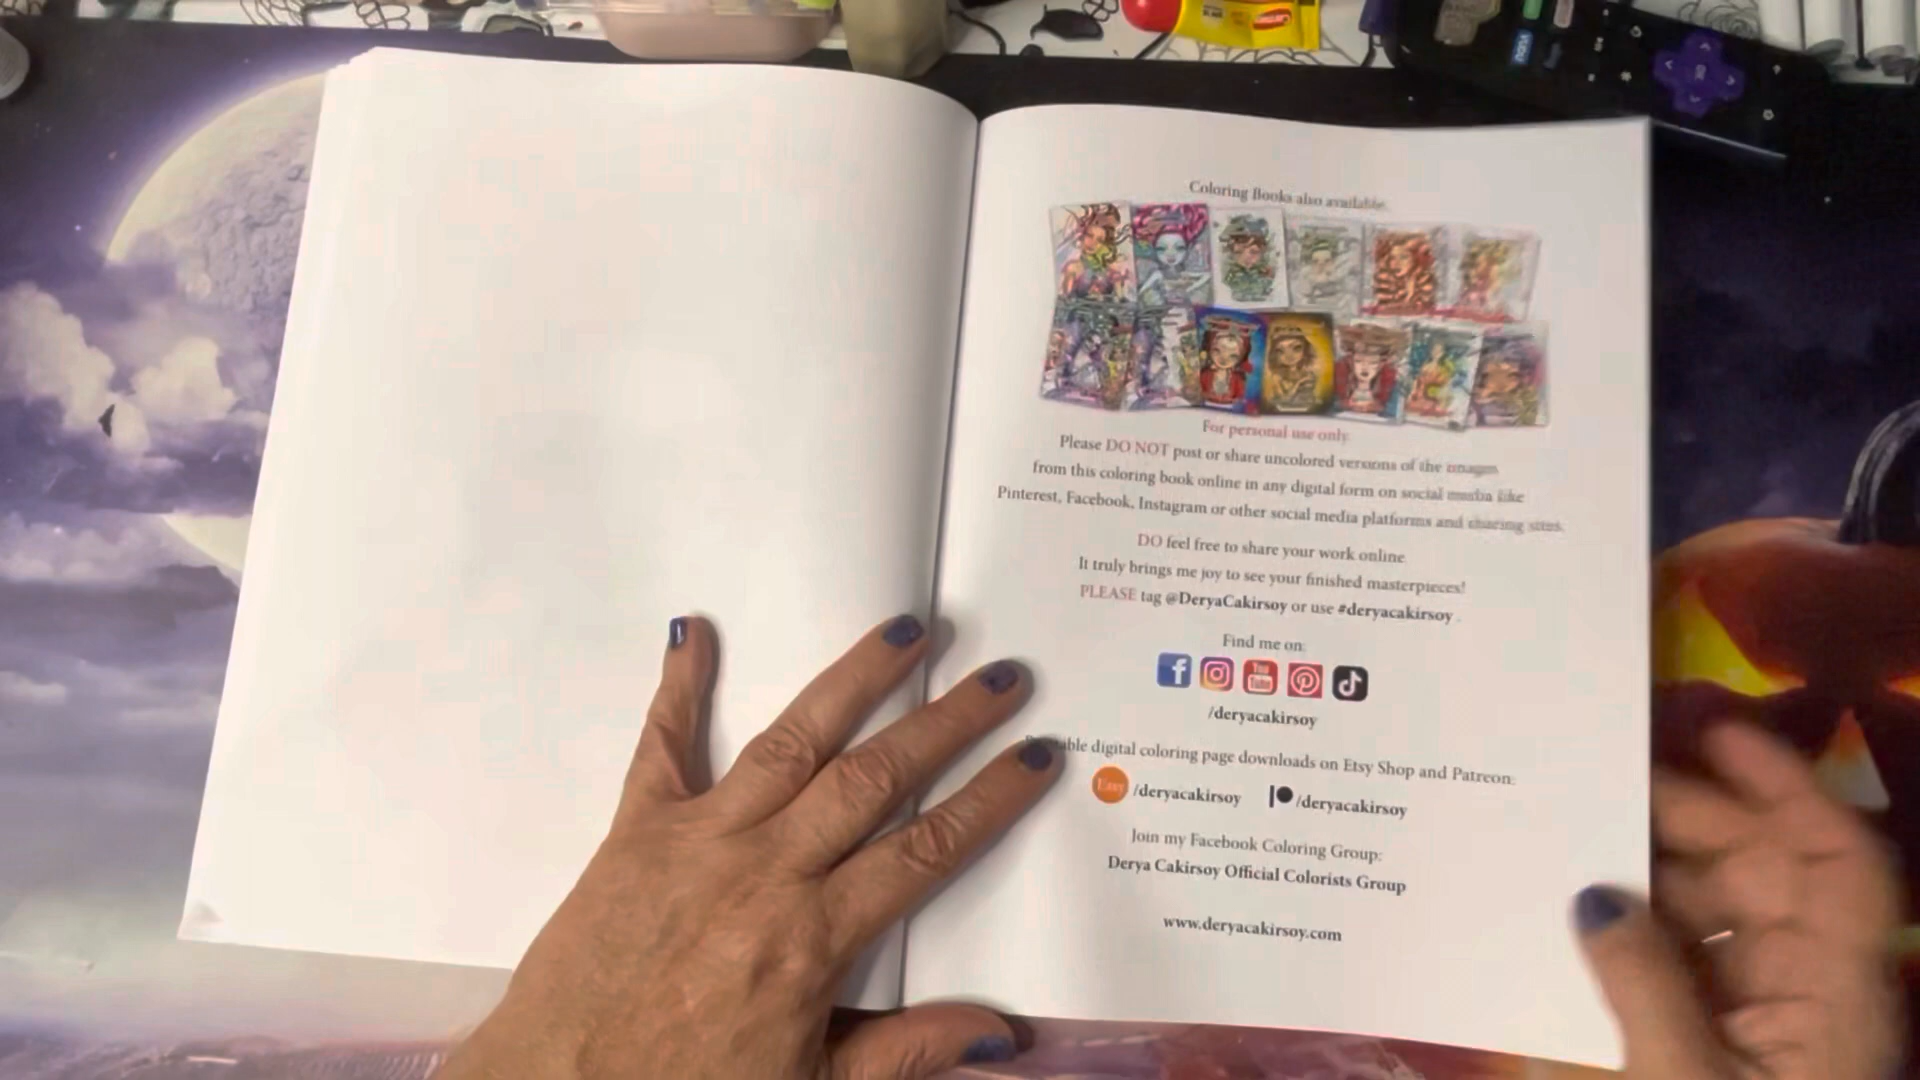 Coloring Books also available.
For personal use only.
Please DO NOT post or share uncolored versions of the images
from this coloring book online in any digital form on social media like
Pinterest, Facebook, Instagram or other social media platforms and sharing sites.
DO feel free to share your work online.
It truly brings me joy to see your finished masterpieces!
PLEASE tag @DeryaCakirsoy or use #deryacakirsoy .
Find me on:
You Tube
/deryacakirsoy
digital coloring page downloads on Etsy Shop and Patreon:
Etsy /deryacakirsoy /deryacakirsoy
Join my Facebook Coloring Group:
Derya Cakirsoy Official Colorists Group
www.deryacakirsoy.com